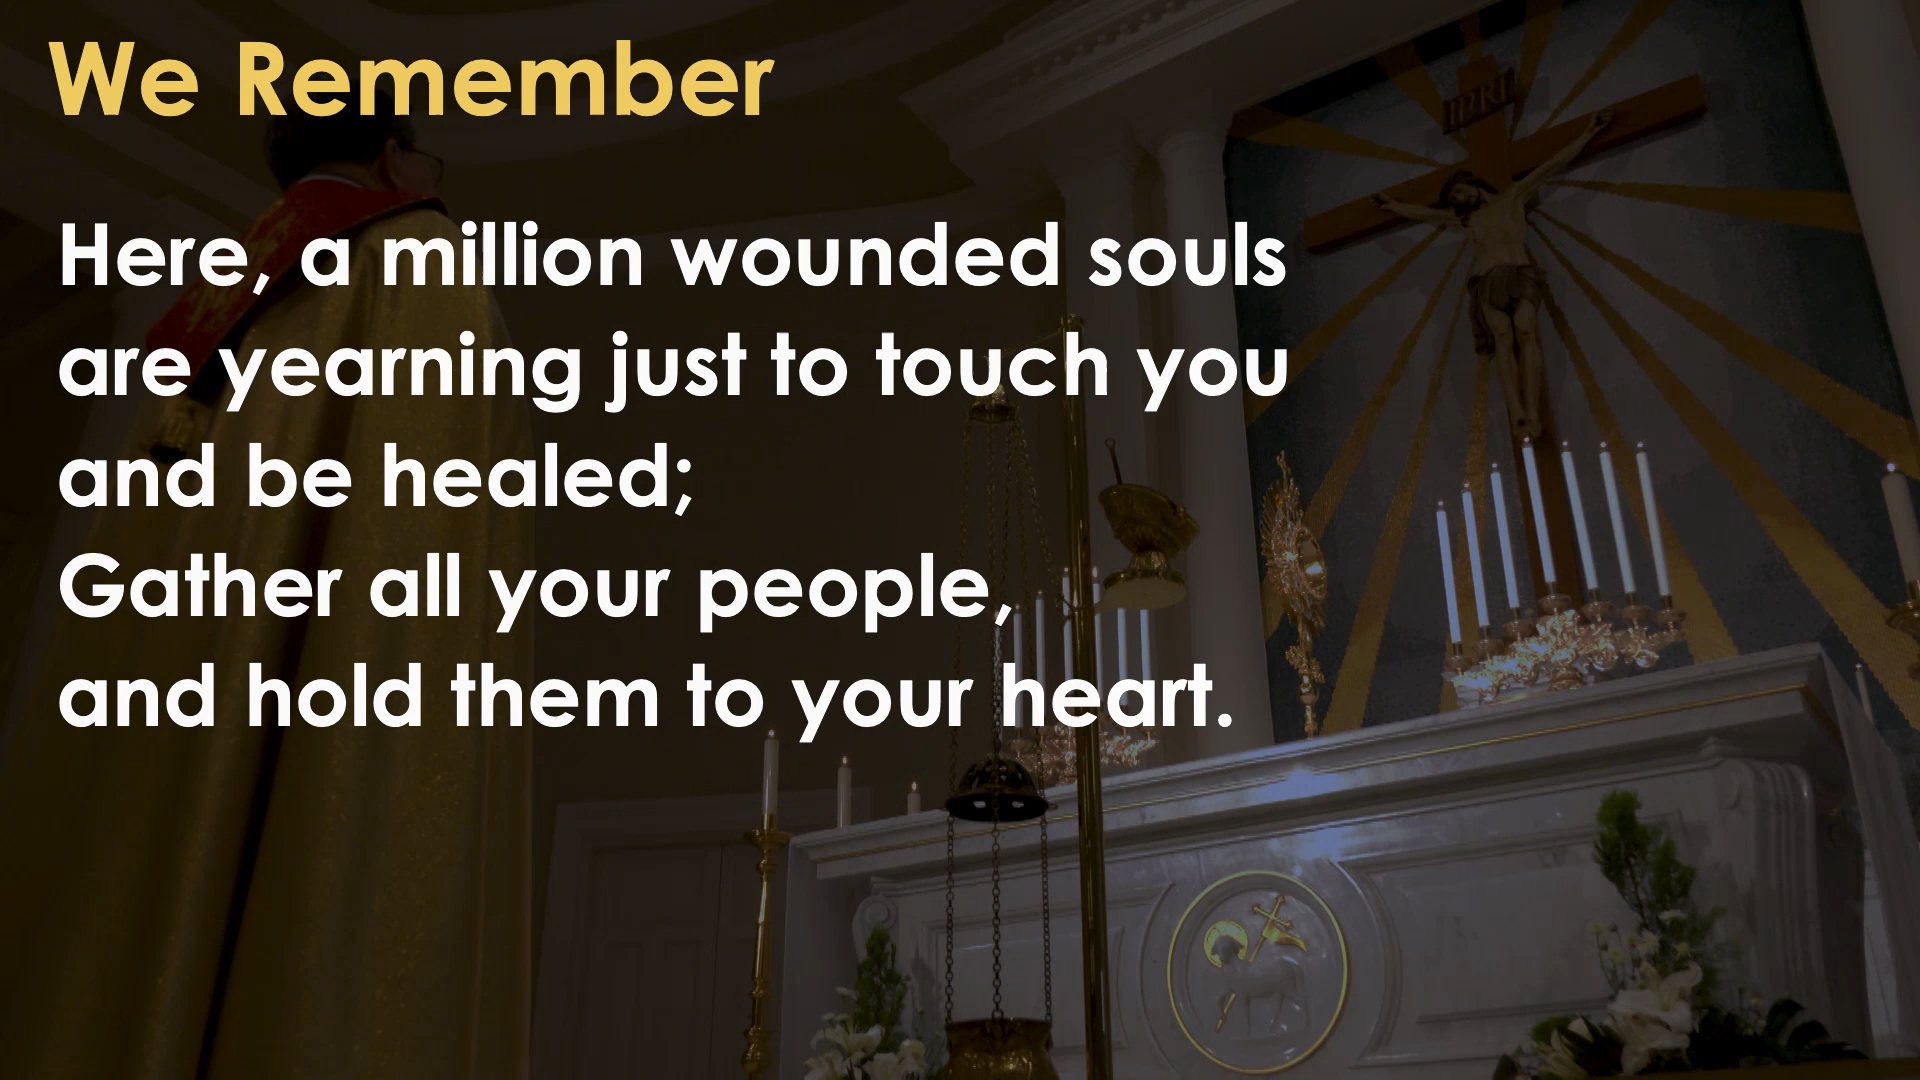 We Remember
INRI
Here, a million wounded souls
are yearning just to touch you
and be healed;
Gather all your people,
and hold them to your heart.